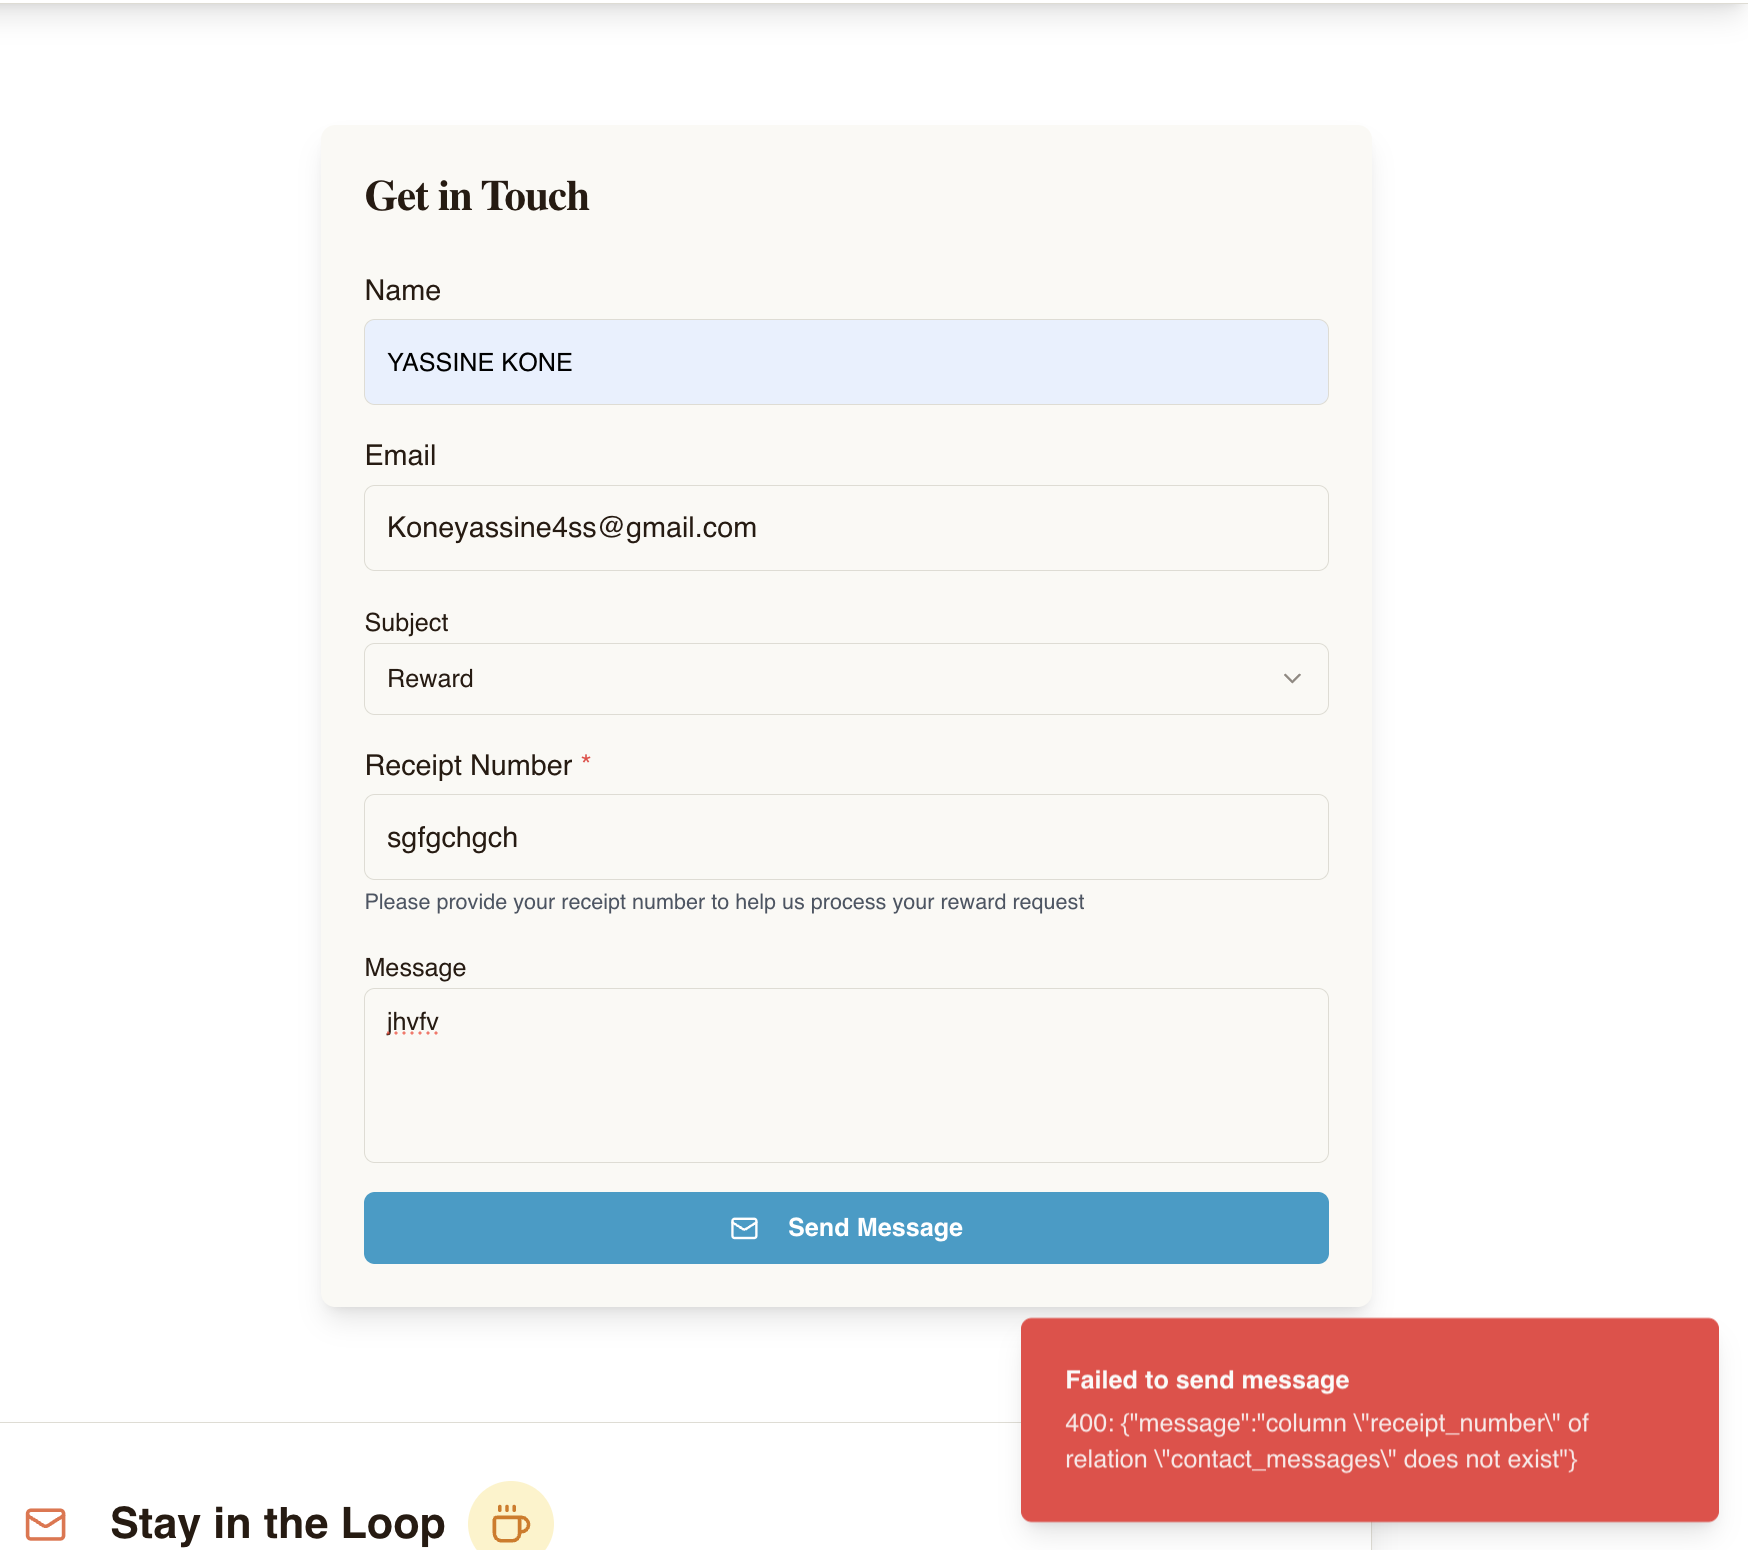 Get in Touch
Name
YASSINE KONE
Email
Koneyassine4ss@gmail.com
Subject
Reward
Receipt Number *
sgfgchgch
Please provide your receipt number to help us process your reward request
Message
jhvfv
Send Message
Failed to send message
400: {"message":"column \"receipt_number\" of
relation \"contact_messages\" does not exist"}
Stay in the Loop